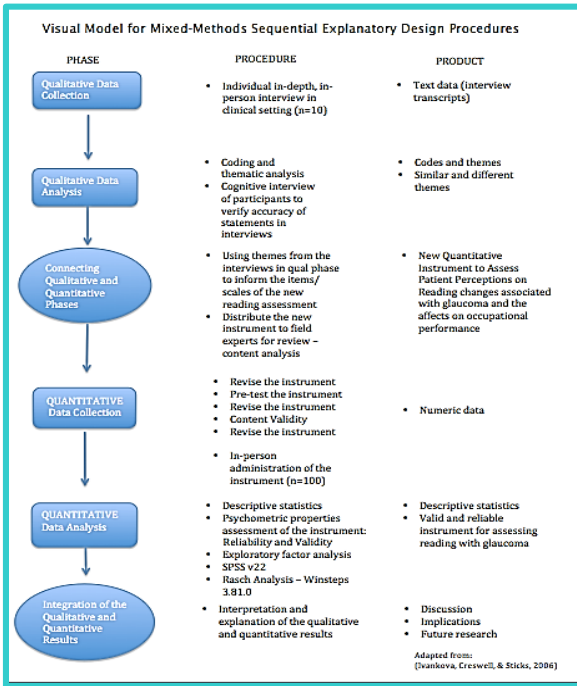 Visual Model for Mixed-Methods Sequential Explanatory Design Procedures
PHASE
PROCEDURE
PRODUCT
Qualitative Data
Collection
• Individual in-depth, in-
person interview in
clinical setting (n=10)
• Text data (interview
transcripts)
Qualitative Data
Analysis
• Coding and
thematic analysis
• Cognitive interview
of participants to
verify accuracy of
statements in
interviews
• Codes and themes
• Similar and different
themes
Connecting
Qualitative and
Quantitative
Phases
• Using themes from the
interviews in qual phase
to inform the items/
scales of the new
reading assessment
• Distribute the new
instrument to field
experts for review –
content analysis
• New Quantitative
Instrument to Assess
Patient Perceptions on
Reading changes associated
with glaucoma and the
affects on occupational
performance
QUANTITATIVE
Data Collection
• Revise the instrument
• Pre-test the instrument
• Revise the instrument
• Content Validity
• Revise the instrument
• In-person
administration of the
instrument (n=100)
• Numeric data
QUANTITATIVE
Data Analysis
• Descriptive statistics
• Psychometric properties
assessment of the instrument:
Reliability and Validity
• Exploratory factor analysis
• SPSS v22
• Rasch Analysis – Winsteps
3.81.0
• Descriptive statistics
• Valid and reliable
instrument for assessing
reading with glaucoma
Integration of the
Qualitative and
Quantitative
Results
• Interpretation and
explanation of the qualitative
and quantitative results
• Discussion
• Implications
• Future research
Adapted from:
(Ivankova, Creswell, & Sticks, 2006)